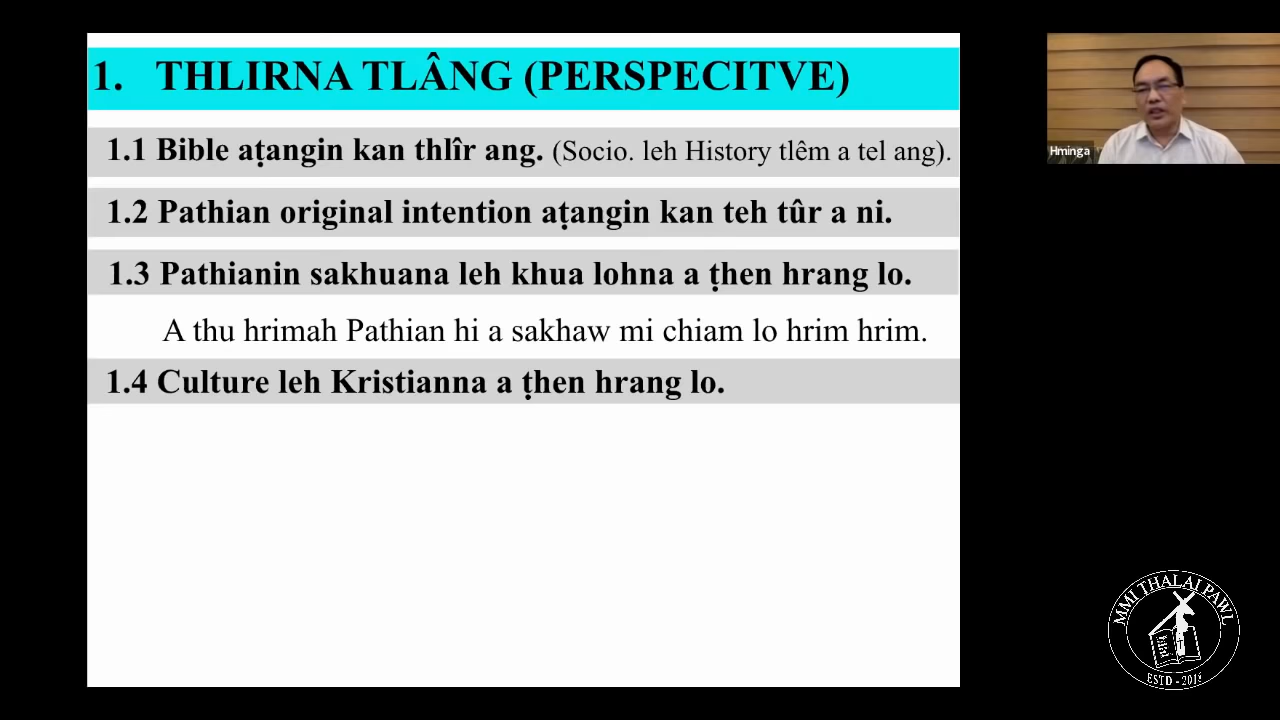 1. THLIRNA TLÂNG (PERSPECITVE)
1.1 Bible aṭangin kan thlîr ang. (Socio. leh History tlêm a tel ang).
1.2 Pathian original intention aṭangin kan teh tûr a ni.
1.3 Pathianin sakhuana leh khua lohna a ṭhen hrang lo.
A thu hrimah Pathian hi a sakhaw mi chiam lo hrim hrim.
1.4 Culture leh Kristianna a ṭhen hrang lo.
Hminga
MMI THALAI PAWL
ESTD - 2018